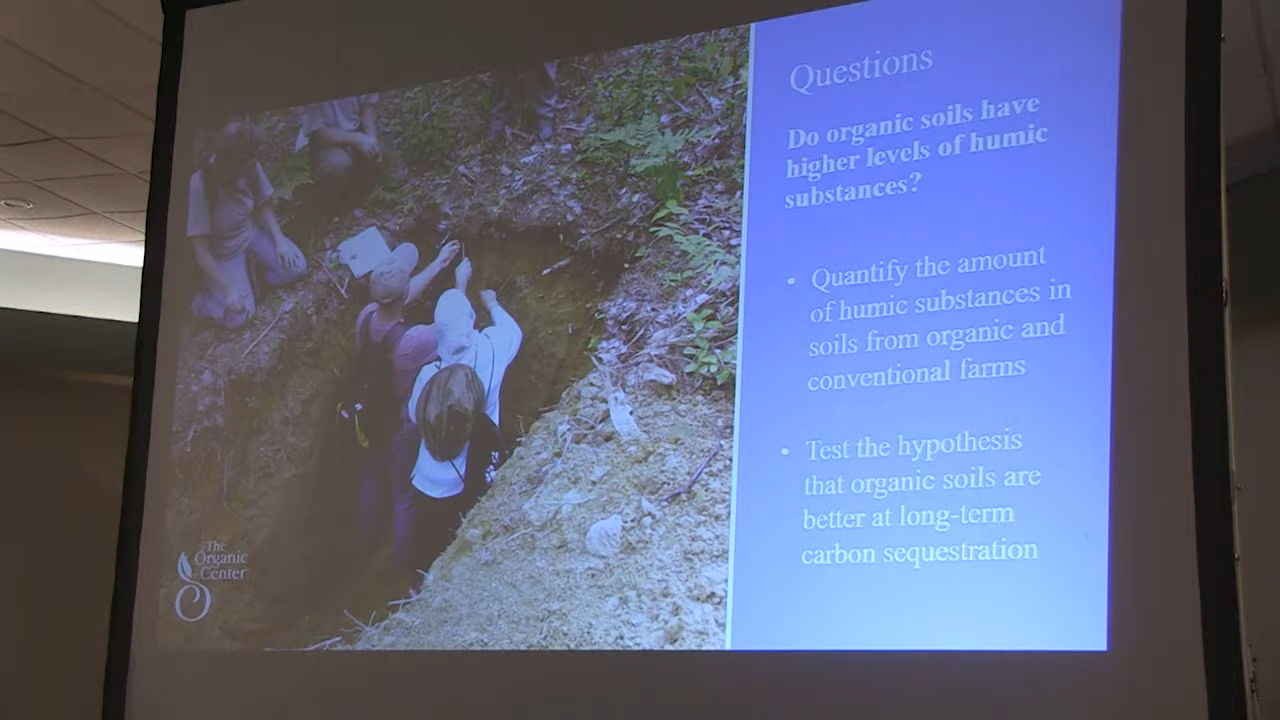 Questions
Do organic soils have
higher levels of humic
substances?
• Quantify the amount
of humic substances in
soils from organic and
conventional farms
• Test the hypothesis
that organic soils are
better at long-term
carbon sequestration
The
Organic
Center